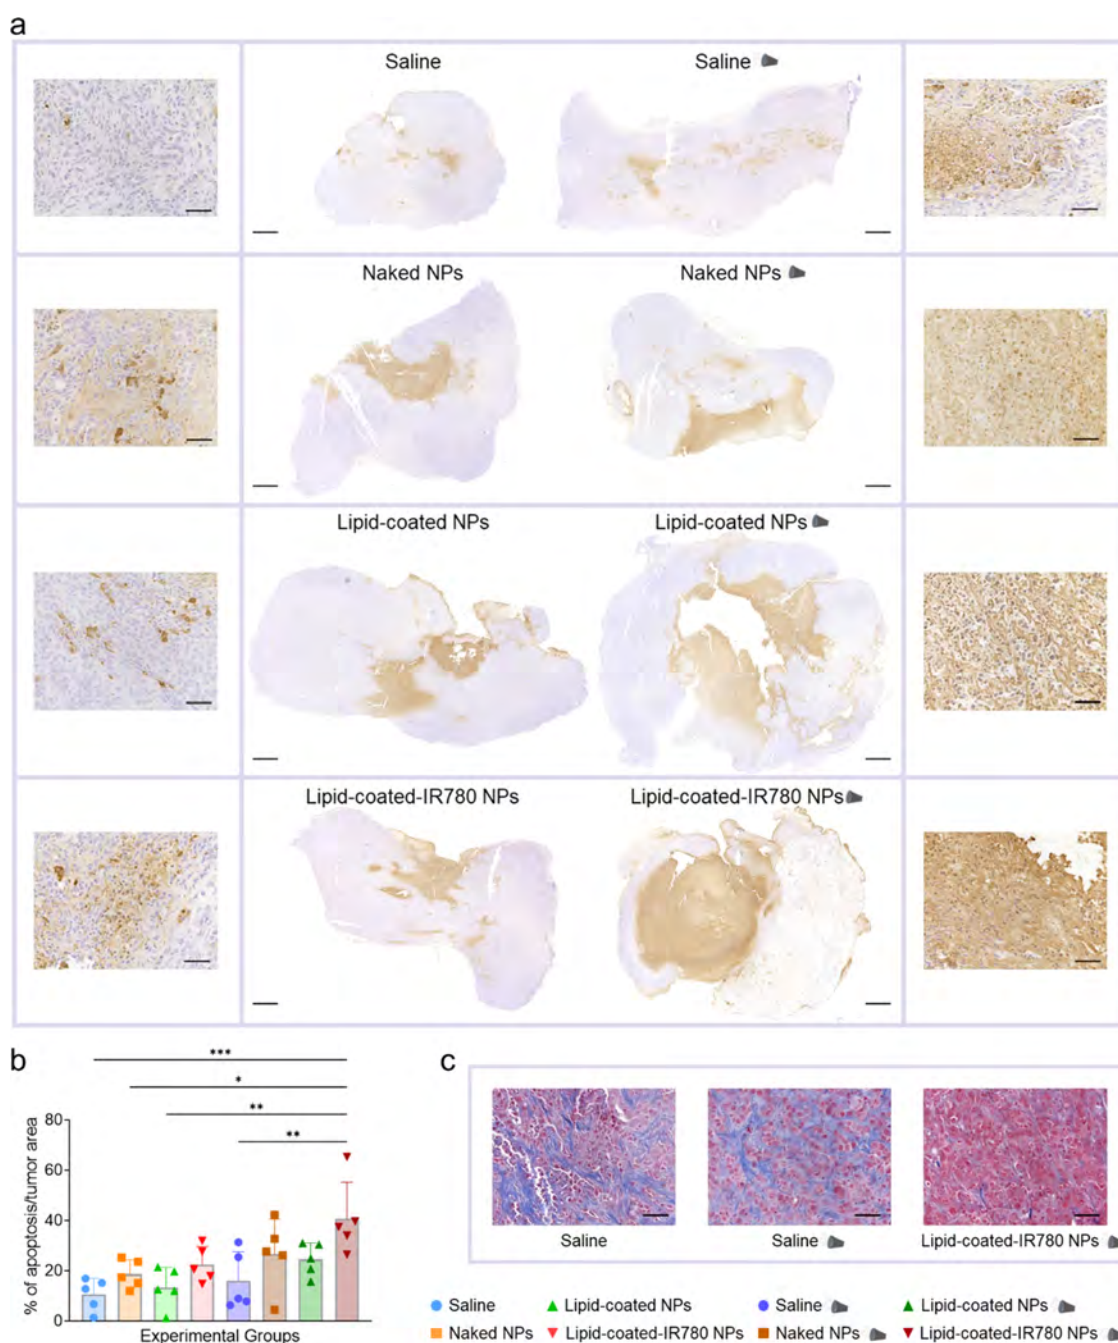 a
Saline Saline
Naked NPs Naked NPs
Lipid-coated NPs Lipid-coated NPs
Lipid-coated-IR780 NPs Lipid-coated-IR780 NPs
b
***
*
**
**
% of apoptosis/tumor area
80
60
40
20
0
Experimental Groups
c
Saline Saline Lipid-coated-IR780 NPs
Saline Lipid-coated NPs Saline Lipid-coated NPs
Naked NPs Lipid-coated-IR780 NPs Naked NPs Lipid-coated-IR780 NPs